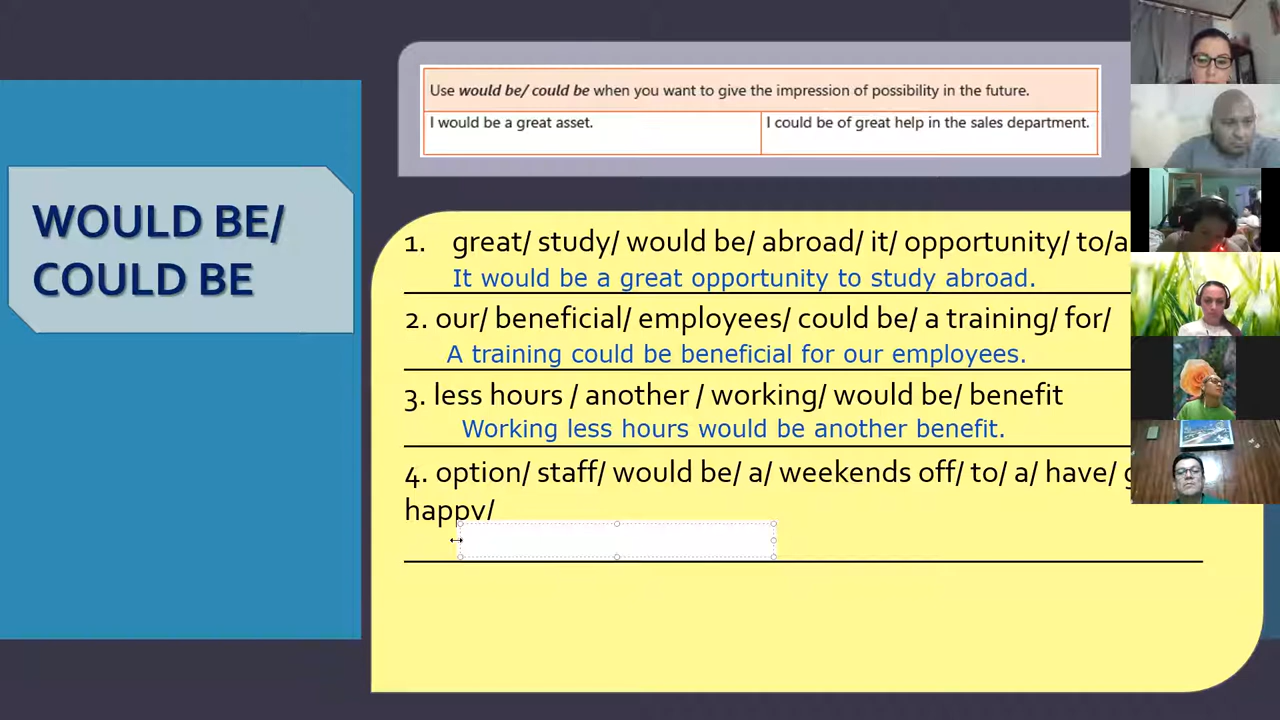 WOULD BE/
COULD BE
Use would be/ could be when you want to give the impression of possibility in the future.
I would be a great asset.
I could be of great help in the sales department.
1. great/ study/ would be/ abroad/ it/ opportunity/ to/a
It would be a great opportunity to study abroad.
2. our/ beneficial/ employees/ could be/ a training/ for/
A training could be beneficial for our employees.
3. less hours / another / working/ would be/ benefit
Working less hours would be another benefit.
4. option/ staff/ would be/ a/ weekends off/ to/ a/ have/
happy/